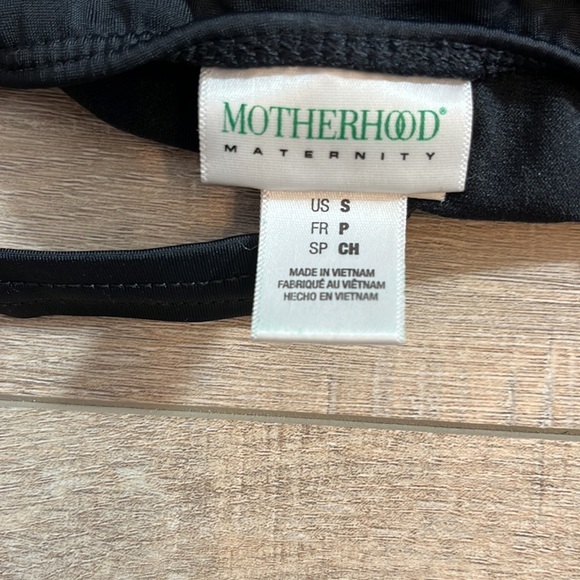 MOTHERHOOD®
MATERNITY
US S
FR P
SP CH
MADE IN VIETNAM
FABRIQUÉ AU VIÊTNAM
HECHO EN VIETNAM